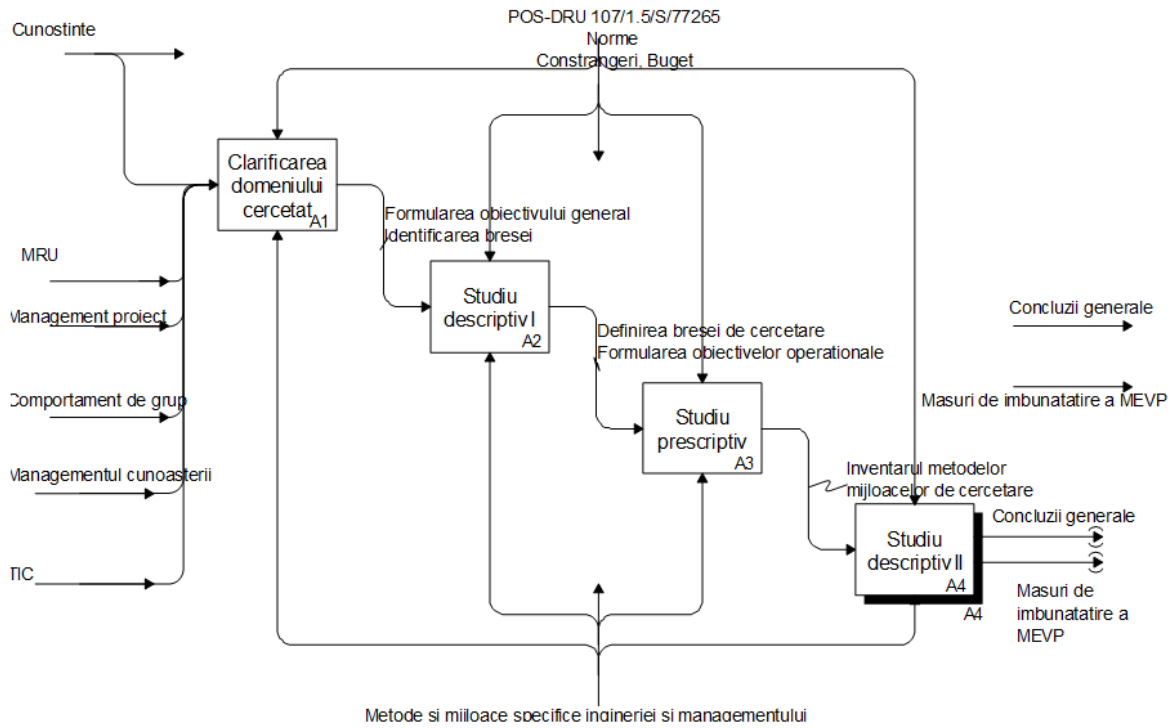 POS-DRU 107/1.5/S/77265
Norme
Constrangeri, Buget
Cunostinte
Clarificarea
domeniului
cercetat
A1
Formularea obiectivului general
Identificarea bresei
MRU
Management proiect
Studiu
descriptiv I
A2
Concluzii generale
Definirea bresei de cercetare
Formularea obiectivelor operationale
Comportament de grup
Masuri de imbunatatire a MEVP
Studiu
prescriptiv
A3
Managementul cunoasterii
Inventarul metodelor
mijloacelor de cercetare
Concluzii generale
Studiu
descriptiv II
A4
TIC
A4
Masuri de
imbunatatire a
MEVP
Metode si mijloace specifice ingineriei si managementului